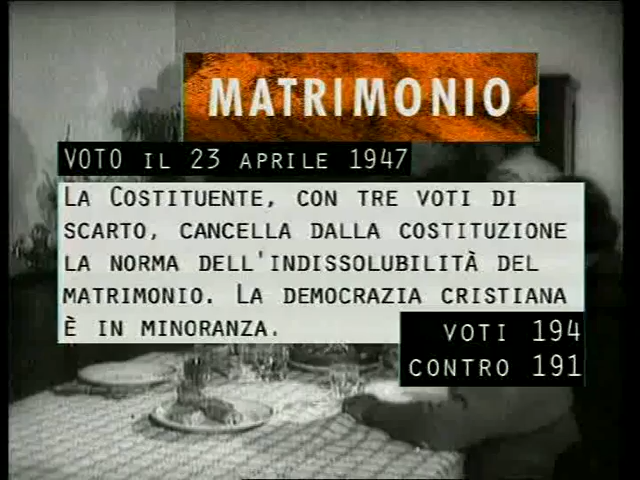 MATRIMONIO
VOTO IL 23 APRILE 1947
LA COSTITUENTE, CON TRE VOTI DI
SCARTO, CANCELLA DALLA COSTITUZIONE
LA NORMA DELL'INDISSOLUBILITÀ DEL
MATRIMONIO. LA DEMOCRAZIA CRISTIANA
È IN MINORANZA.
VOTI 194
CONTRO 191